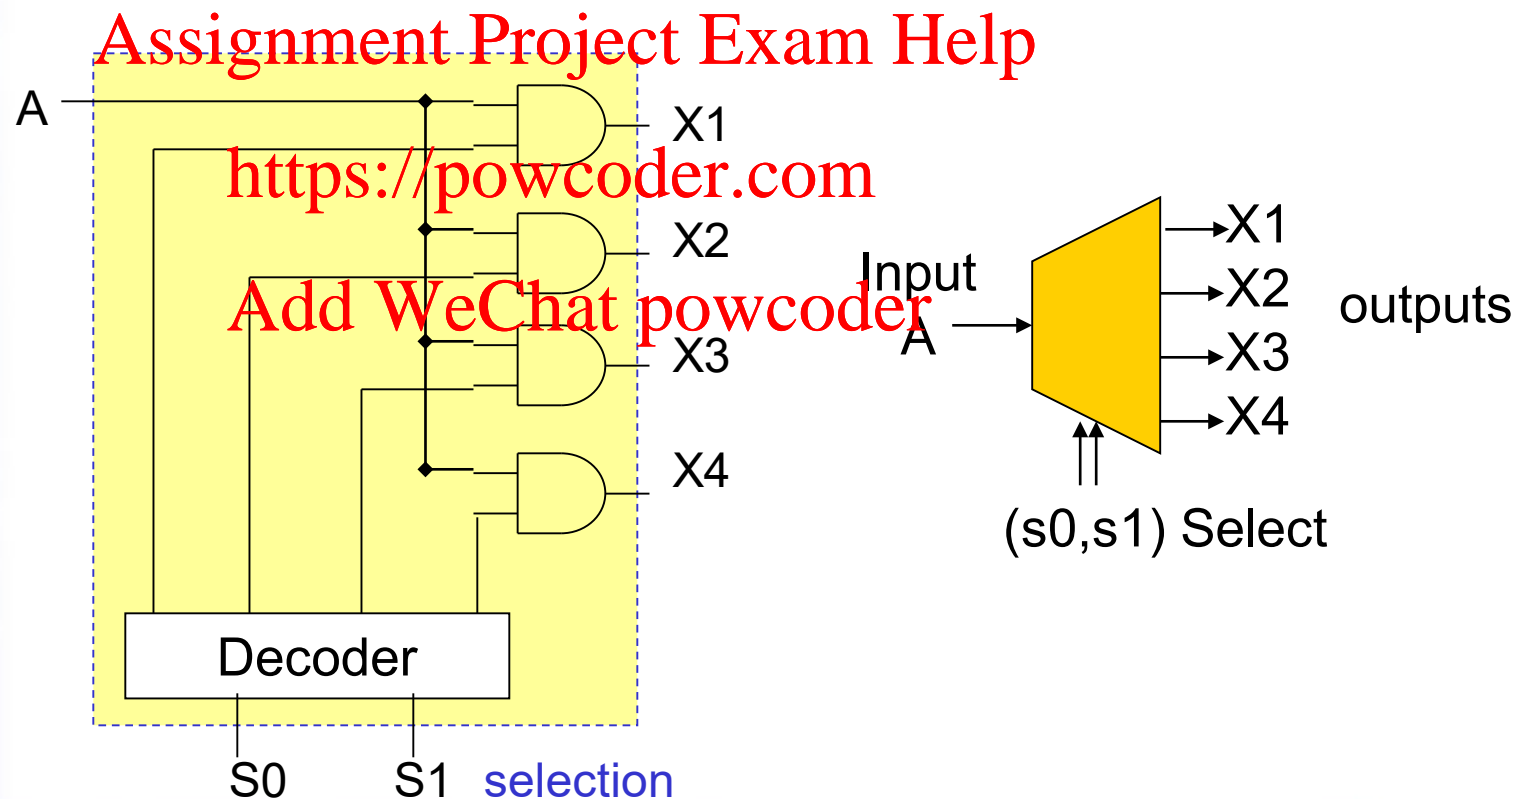 Assignment Project Exam Help
A
X1
https://powcoder.com
X2
Add WeChat powcoder
X3
X4
Decoder
S0 S1 selection
Input
A
X1
X2
X3
X4
outputs
(s0,s1) Select